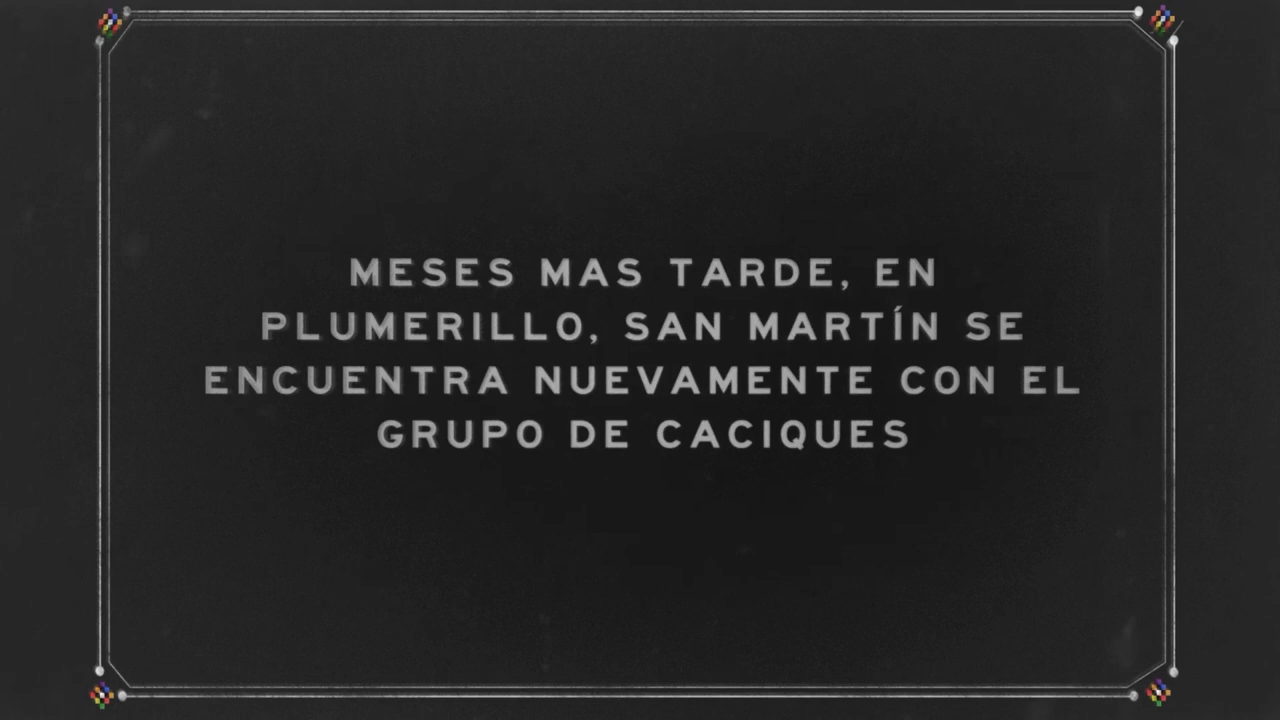 MESES MAS TARDE, EN
PLUMERILLO, SAN MARTÍN SE
ENCUENTRA NUEVAMENTE CON EL
GRUPO DE CACIQUES